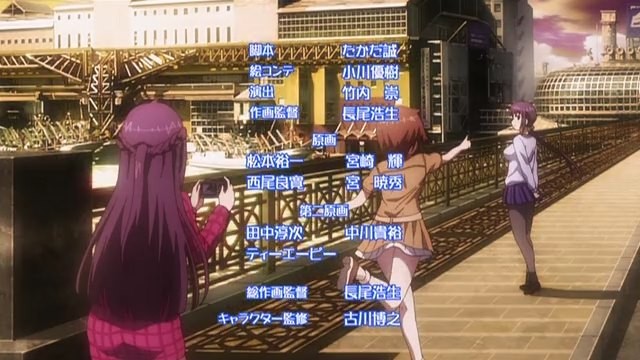 脚本 たかだ誠
絵コンテ 小川優樹
演出 竹内 崇
作画監督 長尾浩生
原画
松本裕一 宮崎 輝
西尾良寛 宮 暁秀
第二原画
田中淳次 中川貴裕
ティーエーピー
総作画監督 長尾浩生
キャラクター監修 古川博之